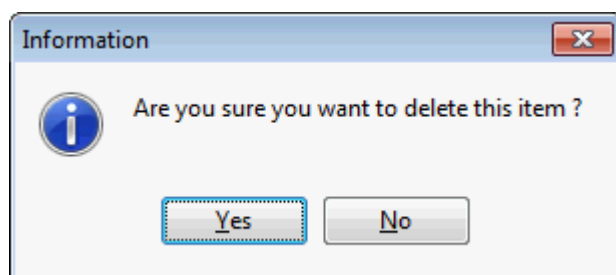 Information
Are you sure you want to delete this item ?
Yes
No